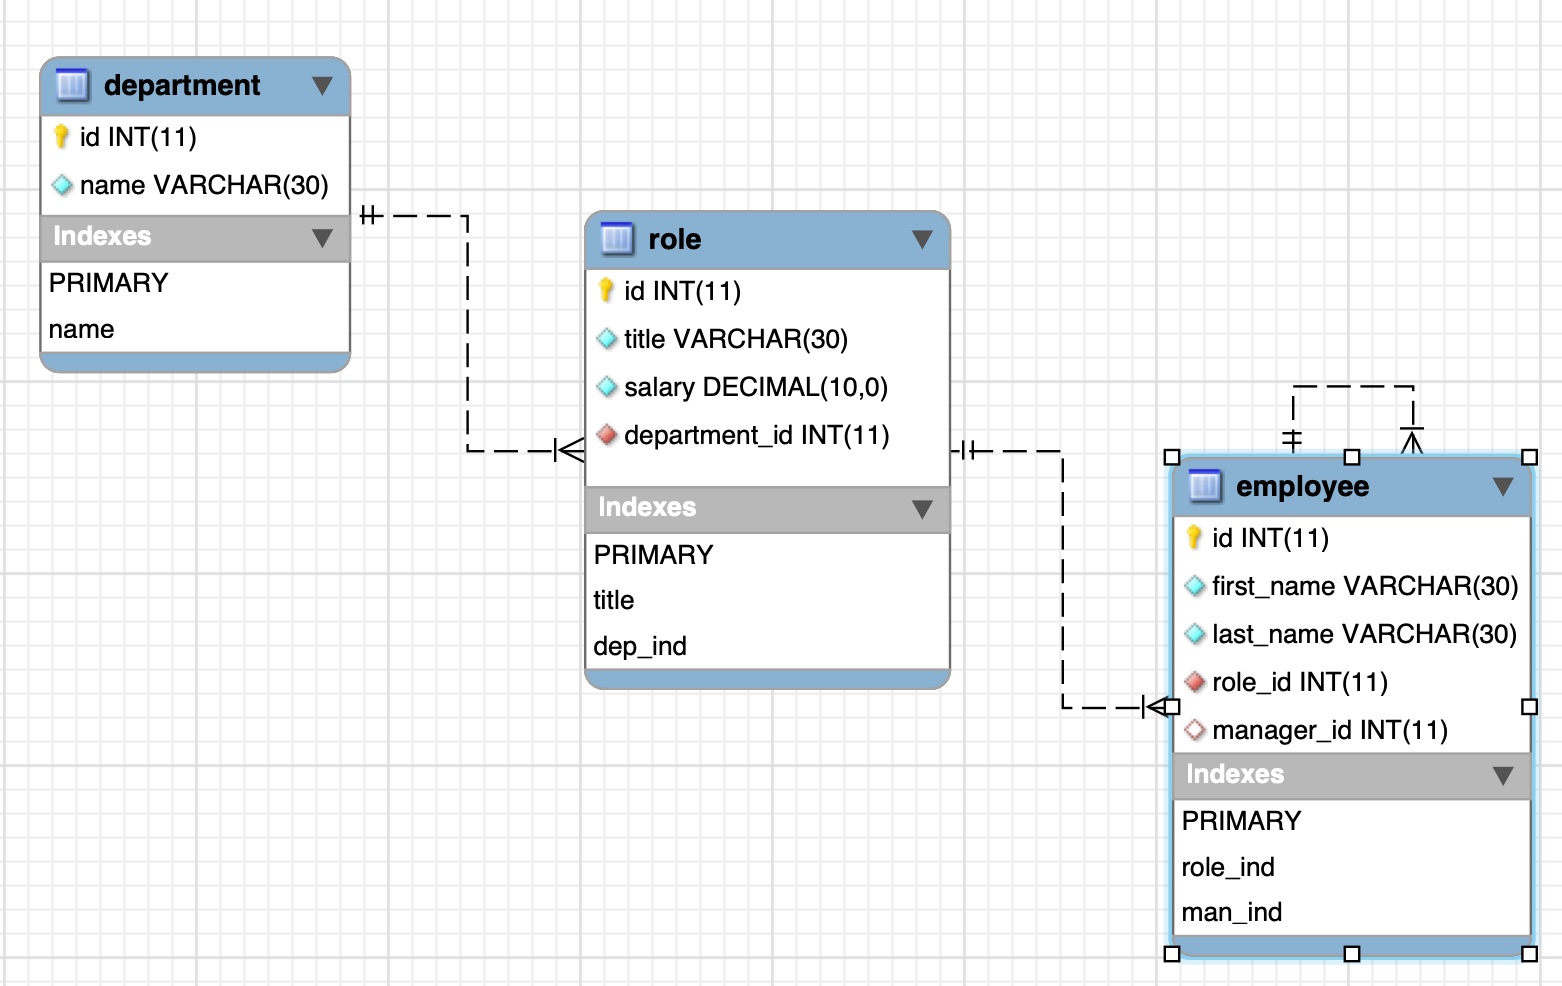 department
id INT(11)
name VARCHAR(30)
Indexes
PRIMARY
name
role
id INT(11)
title VARCHAR(30)
salary DECIMAL(10,0)
department_id INT(11)
Indexes
PRIMARY
title
dep_ind
employee
id INT(11)
first_name VARCHAR(30)
last_name VARCHAR(30)
role_id INT(11)
manager_id INT(11)
Indexes
PRIMARY
role_ind
man_ind